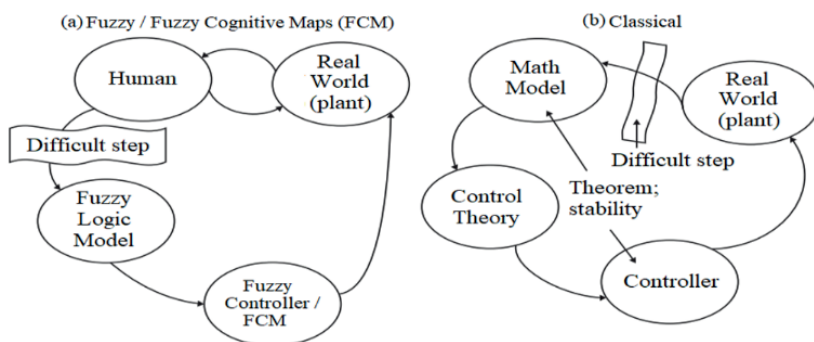 (a) Fuzzy / Fuzzy Cognitive Maps (FCM)
Human
Real
World
(plant)
Difficult step
Fuzzy
Logic
Model
Fuzzy
Controller /
FCM
(b) Classical
Math
Model
Real
World
(plant)
Difficult step
Control
Theory
Theorem;
stability
Controller